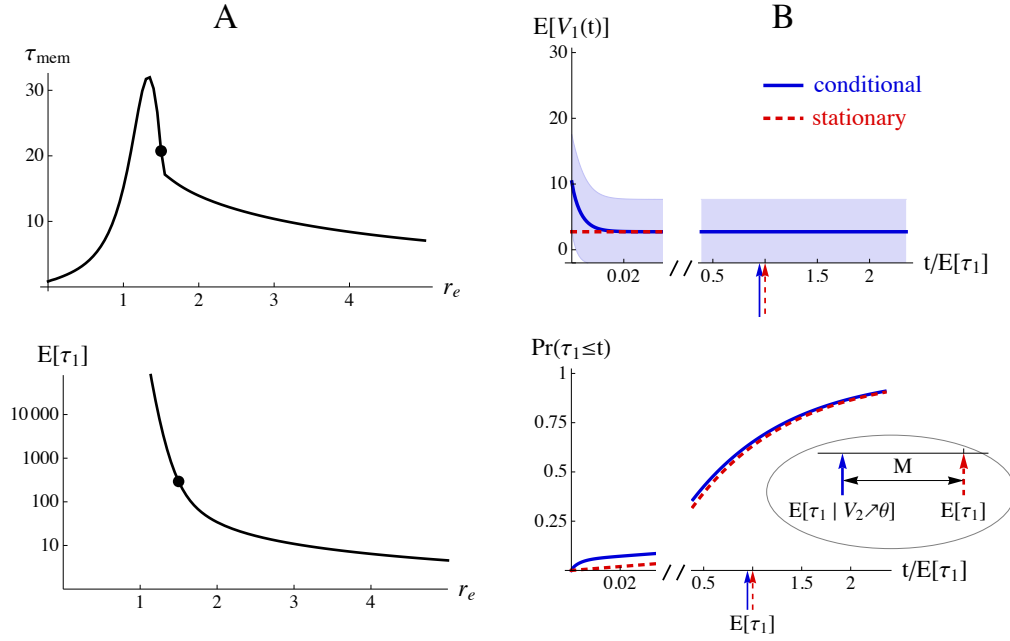 A
τmem
30
20
10
1 2 3 4
re
E[τ1]
10 000
1000
100
10
1 2 3 4
re
B
E[V1(t)]
30
20
10
0
conditional
stationary
0.02 // 0.5 1.5 2
t/E[τ1]
Pr(τ1≤t)
1
0.75
0.5
0.25
M
E[τ1 | V2↗θ] E[τ1]
0.02 // 0.5 1.5 2
t/E[τ1]
E[τ1]